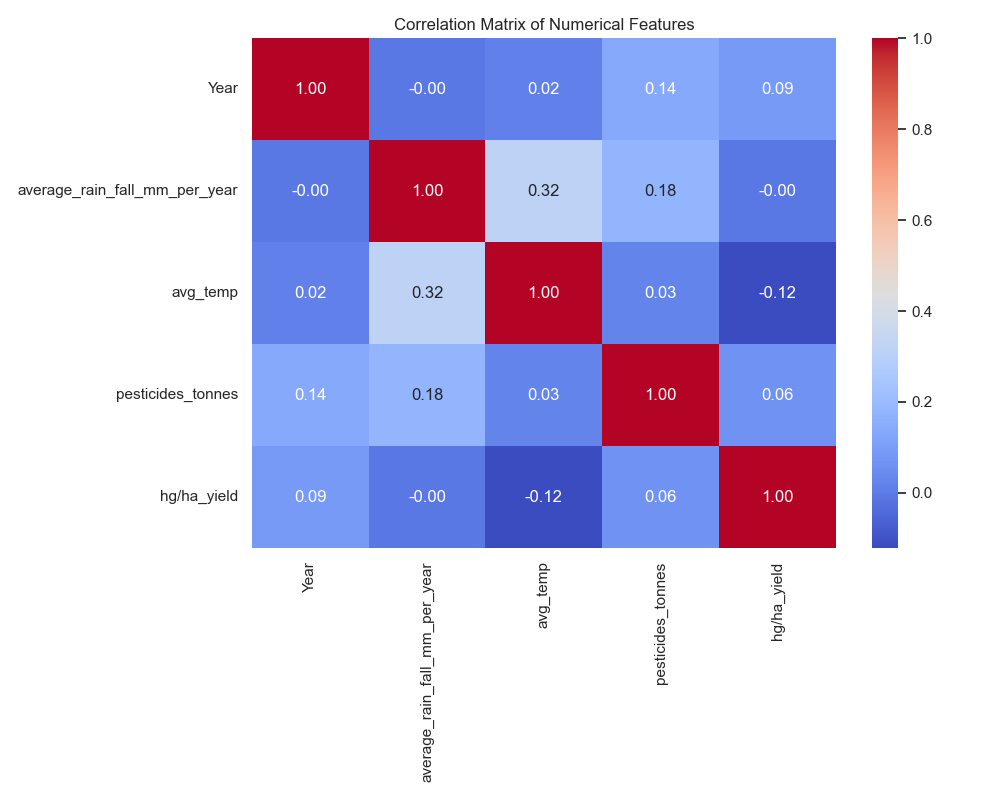 Correlation Matrix of Numerical Features
Year 1.00 -0.00 0.02 0.14 0.09
average_rain_fall_mm_per_year -0.00 1.00 0.32 0.18 -0.00
avg_temp 0.02 0.32 1.00 0.03 -0.12
pesticides_tonnes 0.14 0.18 0.03 1.00 0.06
hg/ha_yield 0.09 -0.00 -0.12 0.06 1.00
Year
average_rain_fall_mm_per_year
avg_temp
pesticides_tonnes
hg/ha_yield
1.0
0.8
0.6
0.4
0.2
0.0